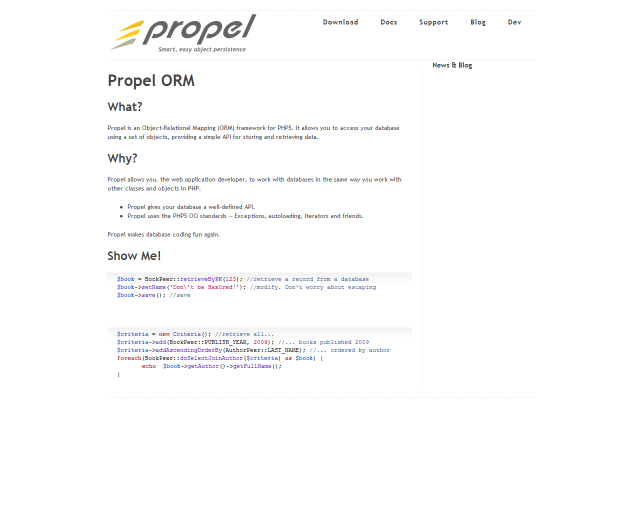 propel
Smart, easy object persistence
Download Docs Support Blog Dev
News & Blog
Propel ORM
What?
Propel is an Object-Relational Mapping (ORM) framework for PHP5. It allows you to access your database
using a set of objects, providing a simple API for storing and retrieving data.
Why?
Propel allows you, the web application developer, to work with databases in the same way you work with
other classes and objects in PHP.
• Propel gives your database a well-defined API.
• Propel uses the PHP5 OO standards -- Exceptions, autoloading, Iterators and friends.
Propel makes database coding fun again.
Show Me!
$book = BookPeer::retrieveByPK(123); //retrieve a record from a database
$book->setName('Don\'t be Hax0red!'); //modify. Don't worry about escaping
$book->save(); //save
$criteria = new Criteria(); //retrieve all...
$criteria->add(BookPeer::PUBLISH_YEAR, 2009); //... books published 2009
$criteria->addAscendingOrderBy(AuthorPeer::LAST_NAME); //... ordered by author
foreach(BookPeer::doSelectJoinAuthor($criteria) as $book) {
echo $book->getAuthor()->getFullName();
}